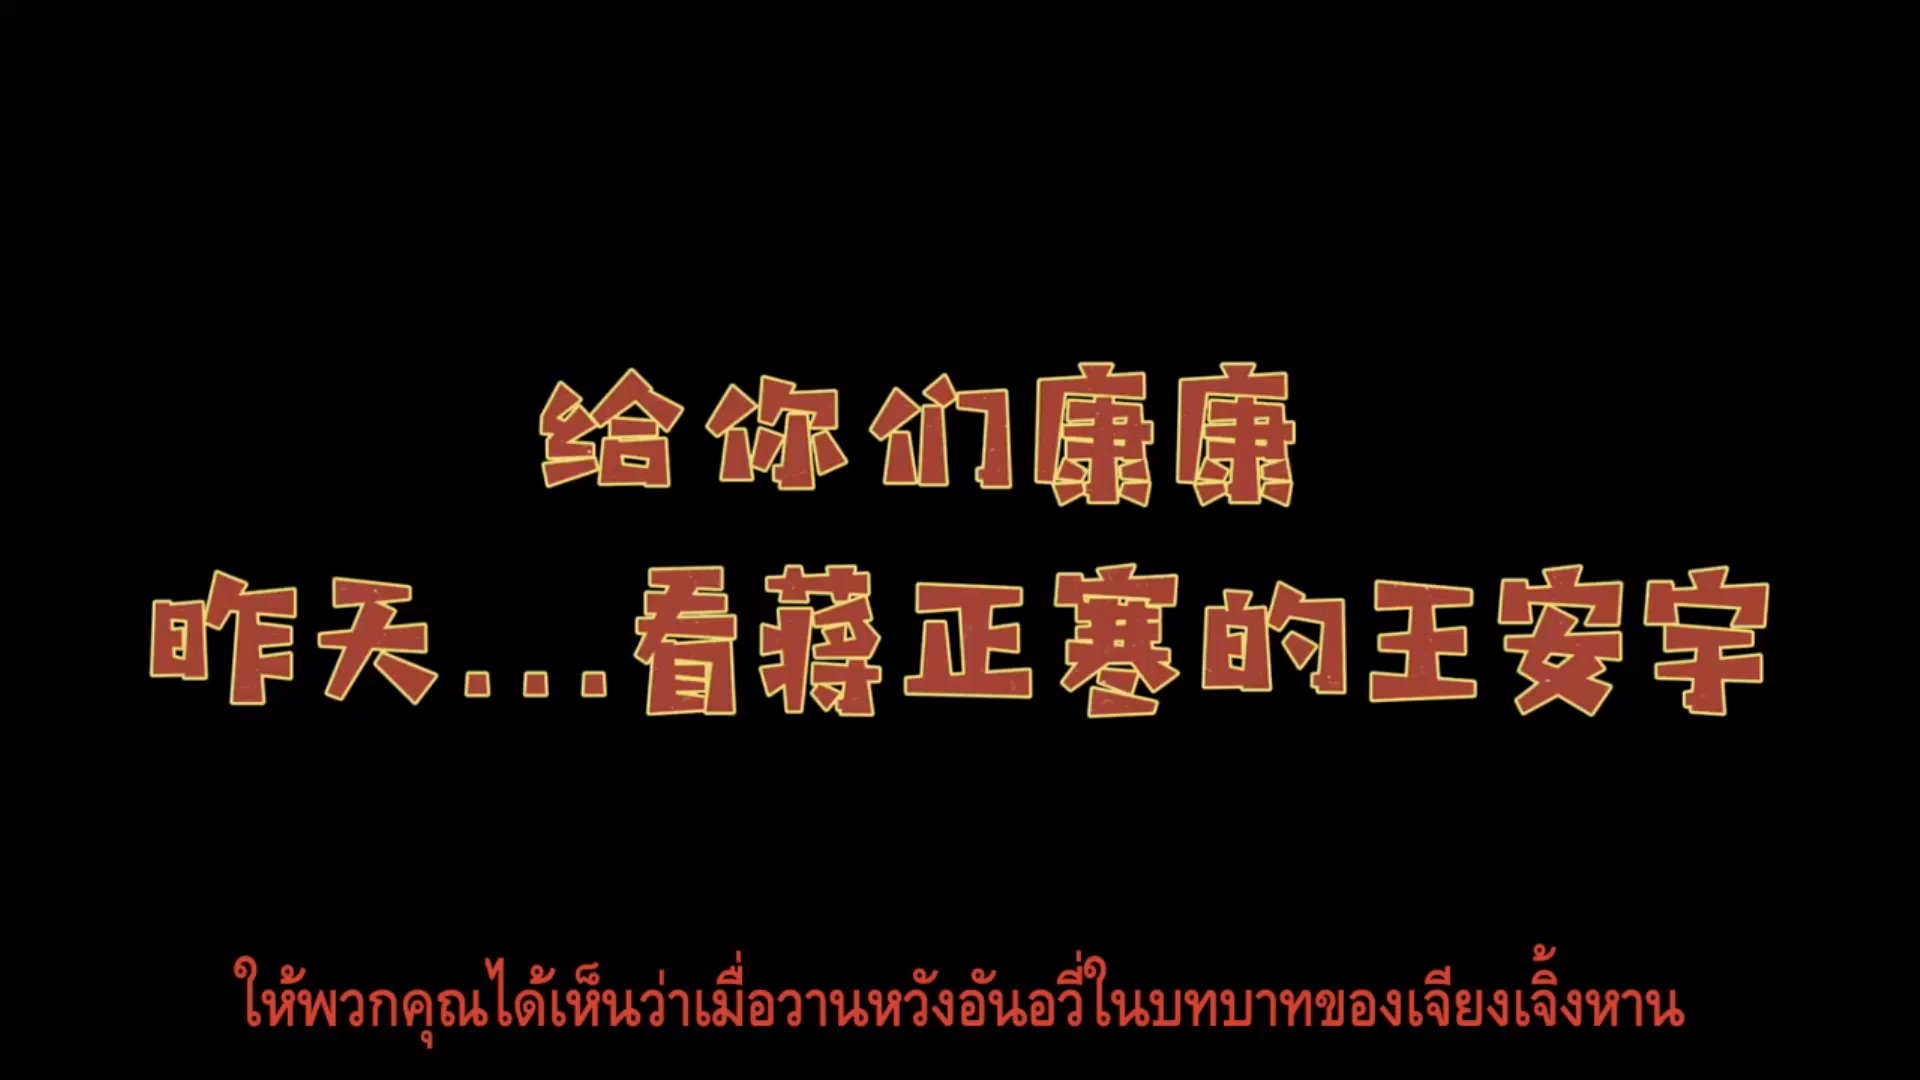 给你们康康
昨天...看蒋正寒的王安宇
ให้พวกคุณได้เห็นว่าเมื่อวานหวังอันอวี่ในบทบาทของเจียงเจิ้งหาน